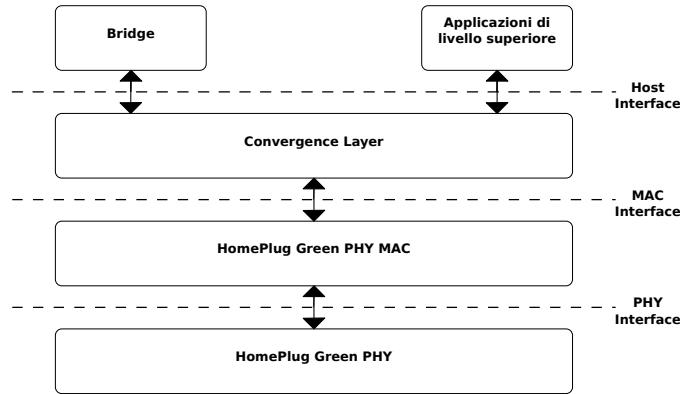 Bridge
Applicazioni di
livello superiore
Host
Interface
Convergence Layer
MAC
Interface
HomePlug Green PHY MAC
PHY
Interface
HomePlug Green PHY